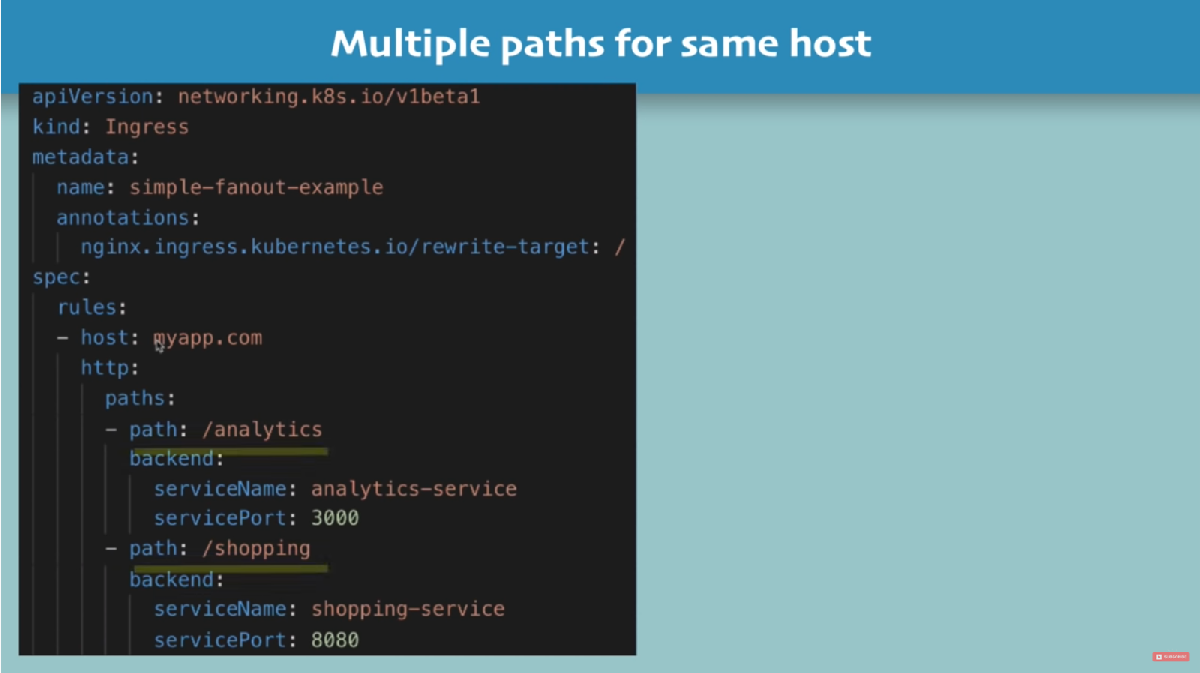 Multiple paths for same host
apiVersion: networking.k8s.io/v1beta1
kind: Ingress
metadata:
  name: simple-fanout-example
  annotations:
    nginx.ingress.kubernetes.io/rewrite-target: /
spec:
  rules:
  - host: myapp.com
    http:
      paths:
      - path: /analytics
        backend:
          serviceName: analytics-service
          servicePort: 3000
      - path: /shopping
        backend:
          serviceName: shopping-service
          servicePort: 8080